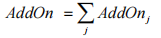 AddOn = ∑_j AddOn_j